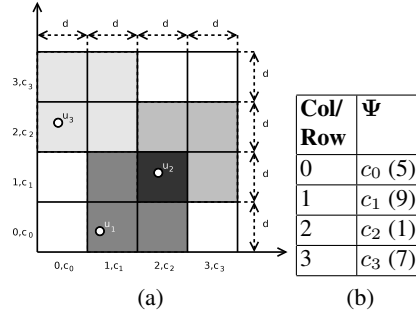 d d d d
d
3,c₃
u₃
d
2,c₂
u₂
d
1,c₁
u₁
d
0,c₀
0,c₀ 1,c₁ 2,c₂ 3,c₃
(a)
Col/ Ψ
Row
0 c₀ (5)
1 c₁ (9)
2 c₂ (1)
3 c₃ (7)
(b)